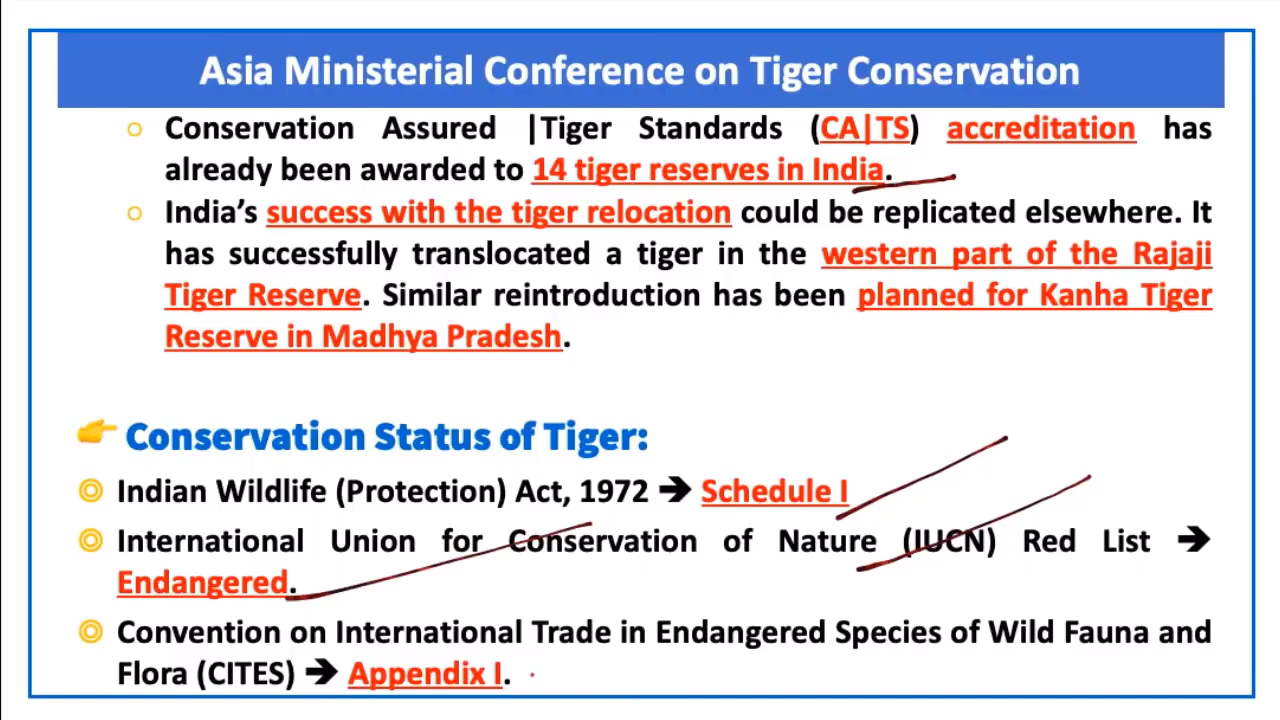 Asia Ministerial Conference on Tiger Conservation
○ Conservation Assured |Tiger Standards (CA|TS) accreditation has
already been awarded to 14 tiger reserves in India.
○ India’s success with the tiger relocation could be replicated elsewhere. It
has successfully translocated a tiger in the western part of the Rajaji
Tiger Reserve. Similar reintroduction has been planned for Kanha Tiger
Reserve in Madhya Pradesh.
👉 Conservation Status of Tiger:
◎ Indian Wildlife (Protection) Act, 1972 ➔ Schedule I
◎ International Union for Conservation of Nature (IUCN) Red List ➔
Endangered.
◎ Convention on International Trade in Endangered Species of Wild Fauna and
Flora (CITES) ➔ Appendix I.